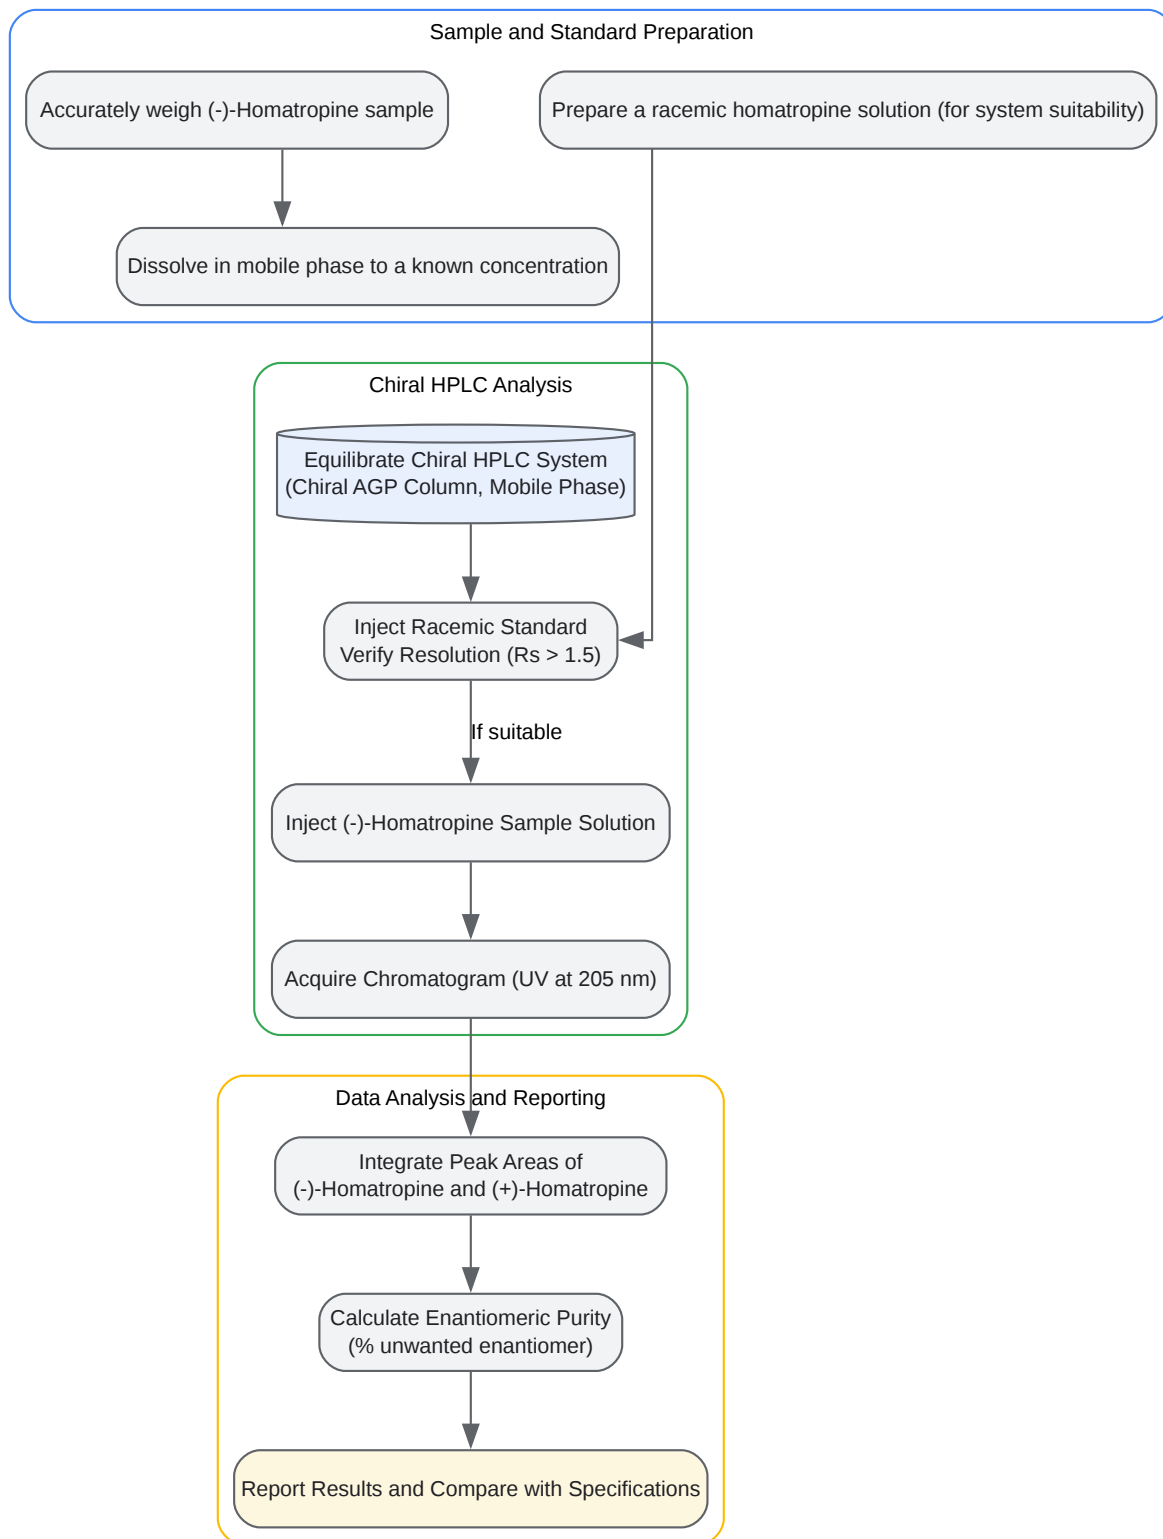 Sample and Standard Preparation
Accurately weigh (-)-Homatropine sample
Prepare a racemic homatropine solution (for system suitability)
Dissolve in mobile phase to a known concentration
Chiral HPLC Analysis
Equilibrate Chiral HPLC System
(Chiral AGP Column, Mobile Phase)
Inject Racemic Standard
Verify Resolution (Rs > 1.5)
If suitable
Inject (-)-Homatropine Sample Solution
Acquire Chromatogram (UV at 205 nm)
Data Analysis and Reporting
Integrate Peak Areas of
(-)-Homatropine and (+)-Homatropine
Calculate Enantiomeric Purity
(% unwanted enantiomer)
Report Results and Compare with Specifications